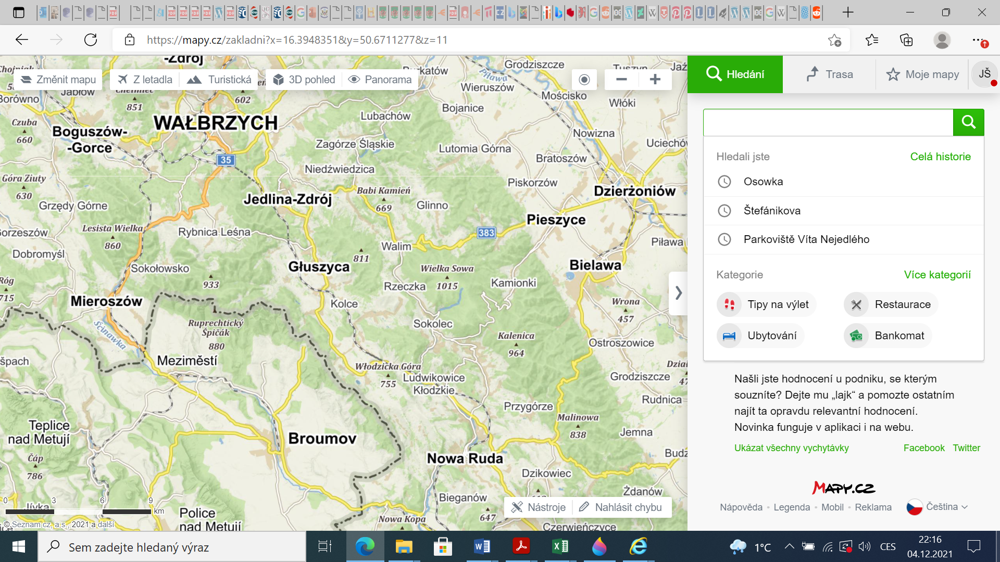 https://mapy.cz/zakladni?x=16.3948351&y=50.6711277&z=11
Změnit mapu
Z letadla
Turistická
3D pohled
Panorama
Hledání
Trasa
Moje mapy
JŠ
-Zdrój
Grodziszcze
Jabłów
602
851
Pilawa
Wieruszów
Mościsko
Włóki
Borówno
Bojanice
Lubachów
WAŁBRZYCH
Czuba
660
Boguszów-
-Gorce
Nowizna
Zagórze Śląskie
Lutomia Górna
Uciechów
35
Bratoszów
Niedźwiedzica
Góra Ziuty
630
Piskorzów
Babi Kamień
669
Dzierżoniów
Jedlina-Zdrój
Grzędy Górne
Glinno
Pieszyce
Lesista Wielka
860
Rybnica Leśna
383
Walim
Piława
Dobromyśl
811
Głuszyca
Sokołowsko
Wielka Sowa
1015
Bielawa
933
Rzeczka
Kamionki
Róg
715
Mieroszów
Kolce
Wrona
457
Ruprechtický
Špičák
880
Ścinawka
Sokolec
Kalenica
964
Ostroszowice
Meziměstí
Włodzicka Góra
755
Ludwikowice
Kłodzkie
Grodziszcze
Przygórze
Rudnica
Malinowa
838
Jemna
Teplice
nad Metují
Broumov
Nowa Ruda
Čáp
786
Dzikowiec
Żdanów
Bieganów
Police
nad Metují
Nowa Kopa
647
Czerwieńczyce
0 3 6 9 km
© Seznam.cz, a.s., 2021 a další
Nástroje
Nahlásit chybu
Hledali jste
Celá historie
Osowka
Štefánikova
Parkoviště Víta Nejedlého
Kategorie
Více kategorií
Tipy na výlet
Restaurace
Ubytování
Bankomat
Našli jste hodnocení u podniku, se kterým
souzníte? Dejte mu „lajk“ a pomozte ostatním
najít ta opravdu relevantní hodnocení.
Novinka funguje v aplikaci i na webu.
Ukázat všechny vychytávky
Facebook
Twitter
MAPY.CZ
Nápověda • Legenda • Mobil • Reklama
Čeština
Sem zadejte hledaný výraz
1°C
CES
22:16
04.12.2021